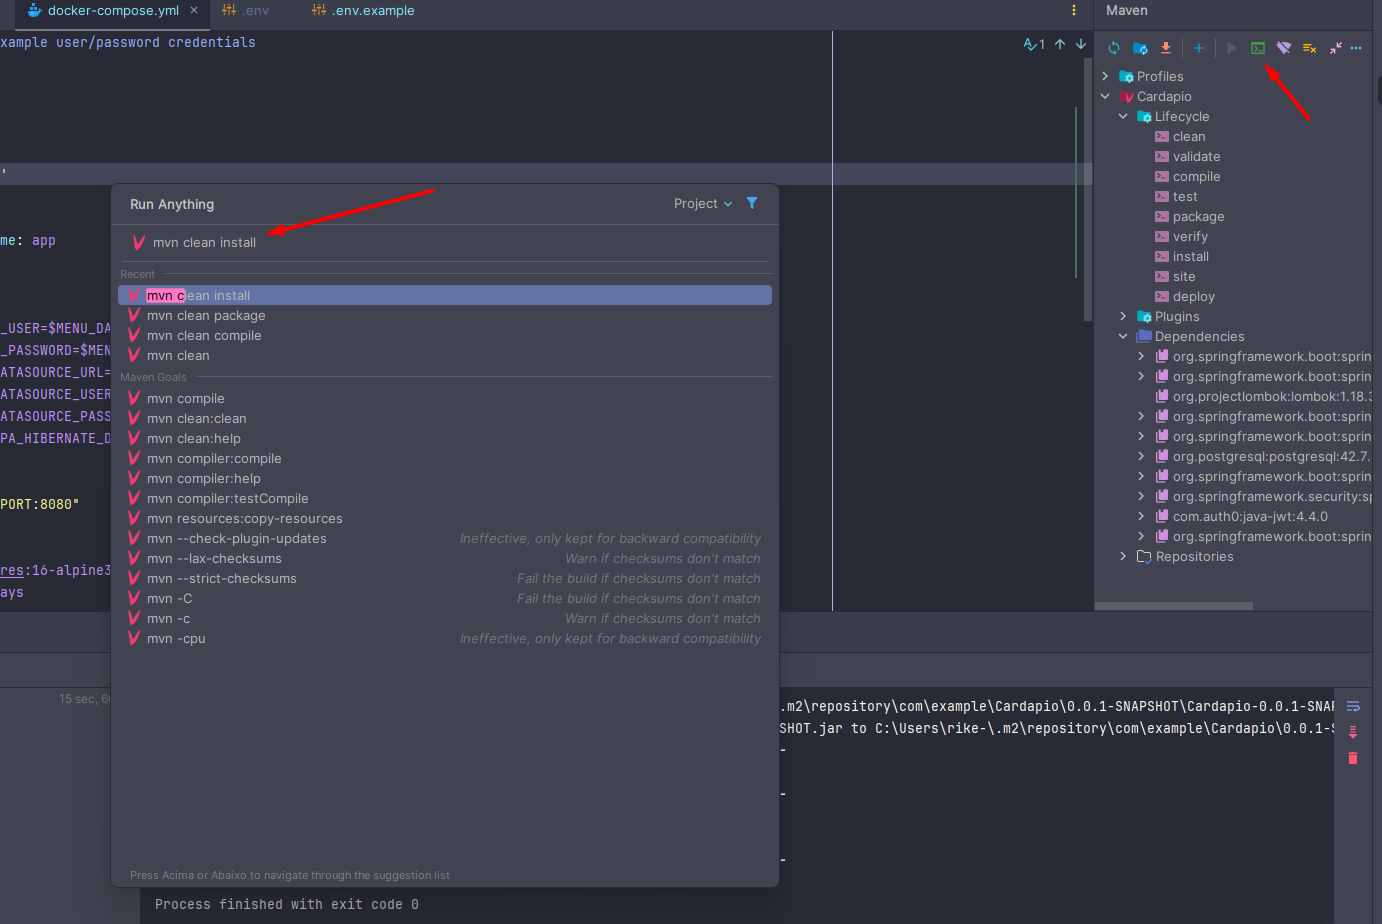 docker-compose.yml
.env
.env.example
Maven
xample user/password credentials
1
'
me: app
_USER=$MENU_DA
_PASSWORD=$MEN
ATASOURCE_URL=
ATASOURCE_USER
ATASOURCE_PASS
PA_HIBERNATE_D
PORT:8080"
res:16-alpine3
ays
Run Anything
Project
mvn clean install
Recent
mvn clean install
mvn clean package
mvn clean compile
mvn clean
Maven Goals
mvn compile
mvn clean:clean
mvn clean:help
mvn compiler:compile
mvn compiler:help
mvn compiler:testCompile
mvn resources:copy-resources
mvn --check-plugin-updates Ineffective, only kept for backward compatibility
mvn --lax-checksums Warn if checksums don't match
mvn --strict-checksums Fail the build if checksums don't match
mvn -C Fail the build if checksums don't match
mvn -c Warn if checksums don't match
mvn -cpu Ineffective, only kept for backward compatibility
Press Acima or Abaixo to navigate through the suggestion list
Profiles
Cardapio
Lifecycle
clean
validate
compile
test
package
verify
install
site
deploy
Plugins
Dependencies
org.springframework.boot:sprin
org.springframework.boot:sprin
org.projectlombok:lombok:1.18.3
org.springframework.boot:sprin
org.springframework.boot:sprin
org.postgresql:postgresql:42.7.
org.springframework.boot:sprin
org.springframework.security:sp
com.auth0:java-jwt:4.4.0
org.springframework.boot:sprin
Repositories
15 sec, 6
.m2\repository\com\example\Cardapio\0.0.1-SNAPSHOT\Cardapio-0.0.1-SNAP
SHOT.jar to C:\Users\rike-\.m2\repository\com\example\Cardapio\0.0.1-S
-
-
-
Process finished with exit code 0